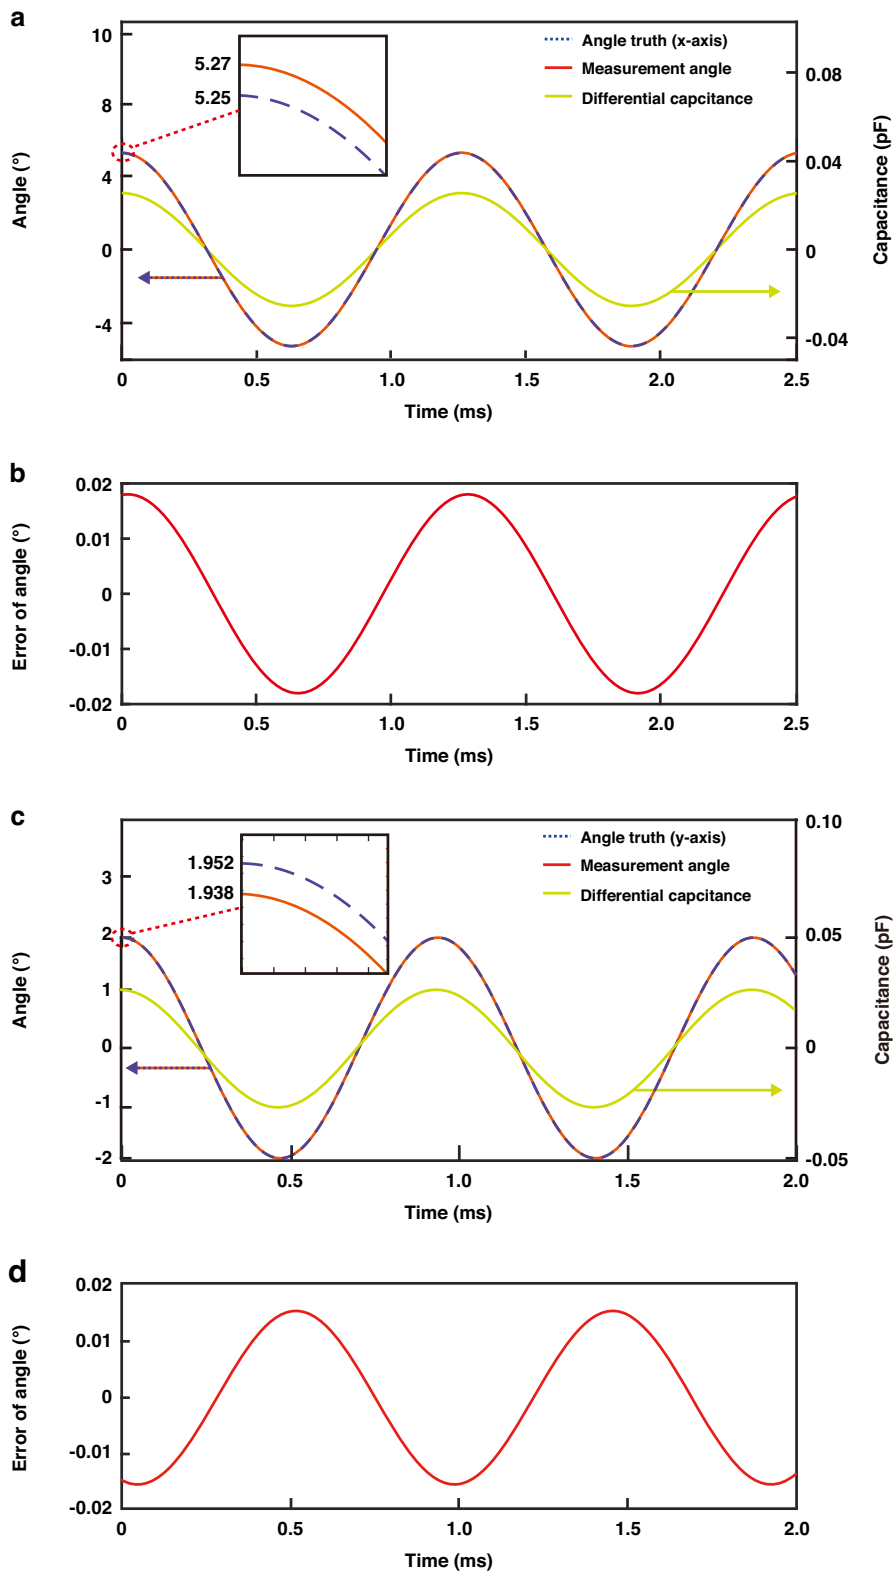 a
10
8
4
0
-4
Angle (°)
5.27
5.25
Angle truth (x-axis)
Measurement angle
Differential capcitance
0.08
0.04
0
-0.04
Capacitance (pF)
0
0.5
1.0
1.5
2.0
2.5
Time (ms)
b
0.02
0.01
0
-0.01
-0.02
Error of angle (°)
0
0.5
1.0
1.5
2.0
2.5
Time (ms)
c
3
2
1
0
-1
-2
Angle (°)
1.952
1.938
Angle truth (y-axis)
Measurement angle
Differential capcitance
0.10
0.05
0
-0.05
Capacitance (pF)
0
0.5
1.0
1.5
2.0
Time (ms)
d
0.02
0.01
0
-0.01
-0.02
Error of angle (°)
0
0.5
1.0
1.5
2.0
Time (ms)